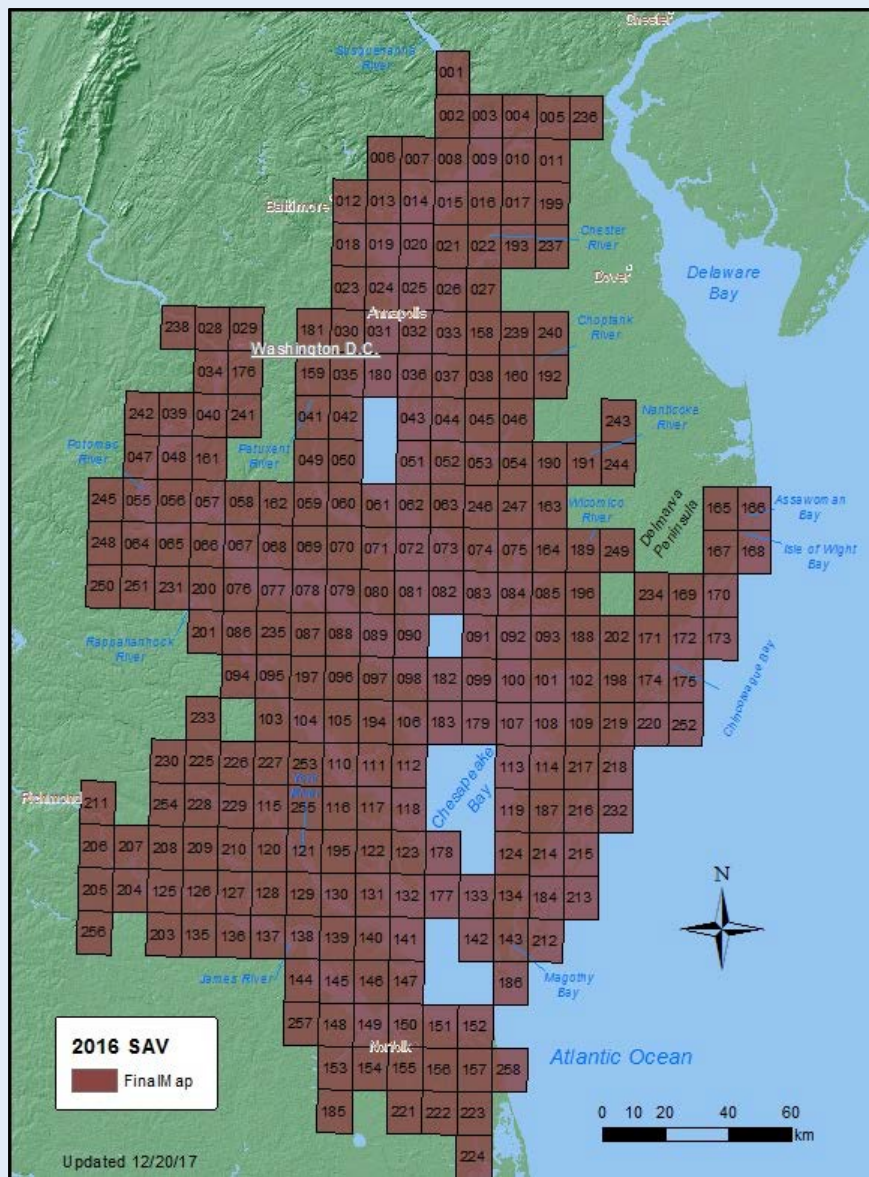 Chester
Susquehanna River
001
002 003 004 005 236
006 007 008 009 010 011
Baltimore
012 013 014 015 016 017 199
Chester River
018 019 020 021 022 193 237
Dover
Delaware Bay
023 024 025 026 027
Annapolis
Choptank River
238 028 029 181 030 031 032 033 158 239 240
Washington D.C.
034 176 159 035 180 036 037 038 160 192
242 039 040 241 041 042 043 044 045 046 243
Nanticoke River
Potomac River
Patuxent River
047 048 161 049 050 051 052 053 054 190 191 244
245 055 056 057 058 162 059 060 061 062 063 246 247 163 165 166
Wicomico River
Delmarva Peninsula
Assawoman Bay
248 064 065 066 067 068 069 070 071 072 073 074 075 164 189 249 167 168
Isle of Wight Bay
250 251 231 200 076 077 078 079 080 081 082 083 084 085 196 234 169 170
Rappahannock River
201 086 235 087 088 089 090 091 092 093 188 202 171 172 173
094 095 197 096 097 098 182 099 100 101 102 198 174 175
Chincoteague Bay
233 103 104 105 194 106 183 179 107 108 109 219 220 252
230 225 226 227 253 110 111 112 113 114 217 218
York River
Chesapeake Bay
Richmond
211 254 228 229 115 255 116 117 118 119 187 216 232
206 207 208 209 210 120 121 195 122 123 178 124 214 215
205 204 125 126 127 128 129 130 131 132 177 133 134 184 213
N
256 203 135 136 137 138 139 140 141 142 143 212
James River
Magothy Bay
144 145 146 147 186
257 148 149 150 151 152
Norfolk
153 154 155 156 157 258
Atlantic Ocean
185 221 222 223
224
2016 SAV
FinalMap
Updated 12/20/17
0 10 20 40 60
km